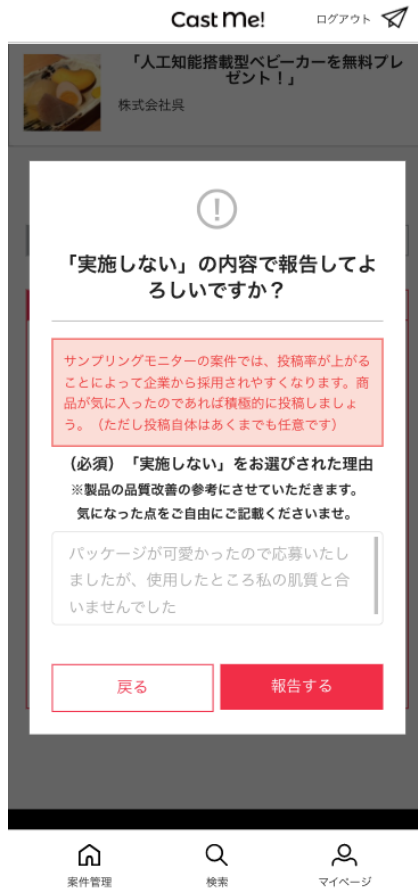 Cast Me!
ログアウト
「人工知能搭載型ベビーカーを無料プレ
ゼント！」
株式会社呉
「実施しない」の内容で報告してよ
ろしいですか？
サンプリングモニターの案件では、投稿率が上がる
ことによって企業から採用されやすくなります。商
品が気に入ったのであれば積極的に投稿しましょ
う。（ただし投稿自体はあくまでも任意です）
（必須）「実施しない」をお選びされた理由
※製品の品質改善の参考にさせていただきます。
気になった点をご自由にご記載くださいませ。
パッケージが可愛かったので応募いたし
ましたが、使用したところ私の肌質と合
いませんでした
戻る
報告する
案件管理
検索
マイページ